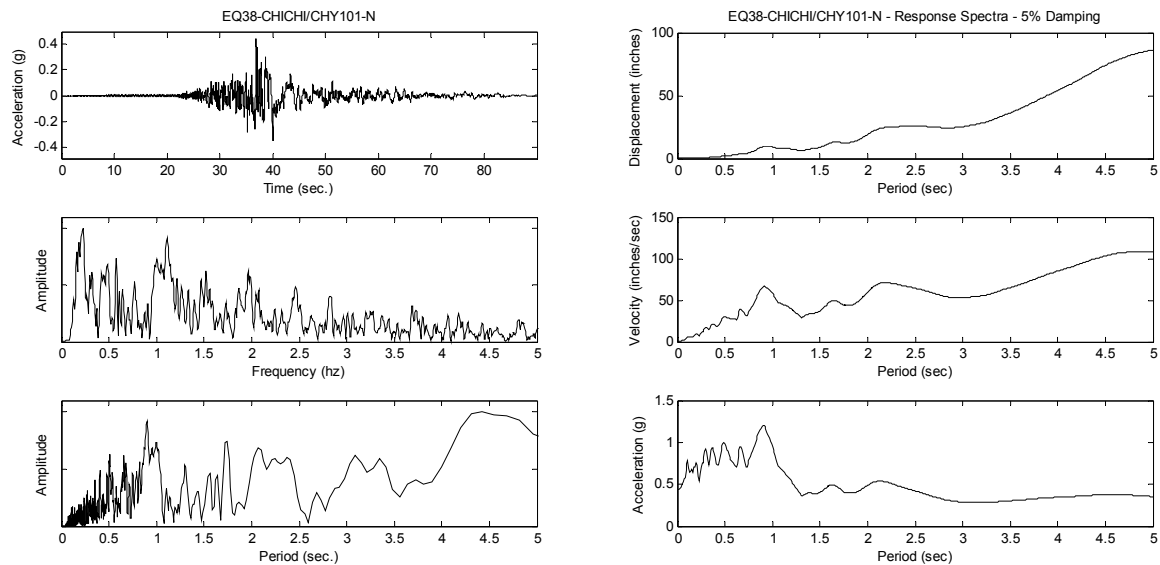 EQ38-CHICHI/CHY101-N
Acceleration (g)
0.4
0.2
0
-0.2
-0.4
0 10 20 30 40 50 60 70 80
Time (sec.)
Amplitude
0 0.5 1 1.5 2 2.5 3 3.5 4 4.5 5
Frequency (hz)
Amplitude
0 0.5 1 1.5 2 2.5 3 3.5 4 4.5 5
Period (sec.)
EQ38-CHICHI/CHY101-N - Response Spectra - 5% Damping
Displacement (inches)
100
50
0
0 0.5 1 1.5 2 2.5 3 3.5 4 4.5 5
Period (sec)
Velocity (inches/sec)
150
100
50
0
0 0.5 1 1.5 2 2.5 3 3.5 4 4.5 5
Period (sec)
Acceleration (g)
1.5
1
0.5
0
0 0.5 1 1.5 2 2.5 3 3.5 4 4.5 5
Period (sec)